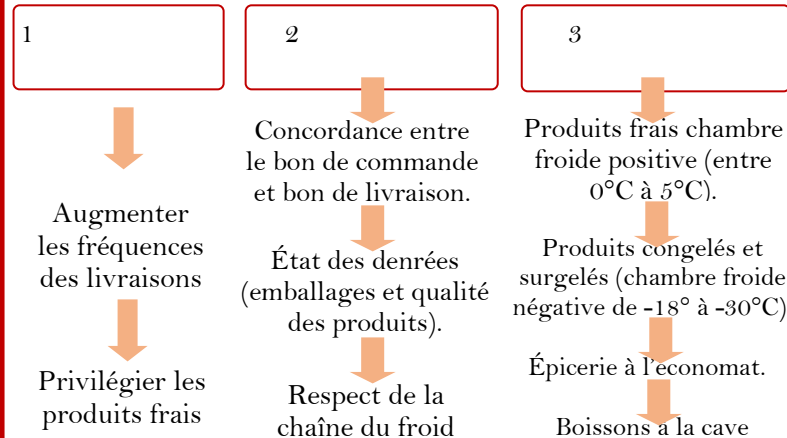 1
Augmenter
les fréquences
des livraisons
Privilégier les
produits frais
2
Concordance entre
le bon de commande
et bon de livraison.
État des denrées
(emballages et qualité
des produits).
Respect de la
chaîne du froid
3
Produits frais chambre
froide positive (entre
0°C à 5°C).
Produits congelés et
surgelés (chambre froide
négative de -18° à -30°C)
Épicerie à l'économat.
Boissons à la cave